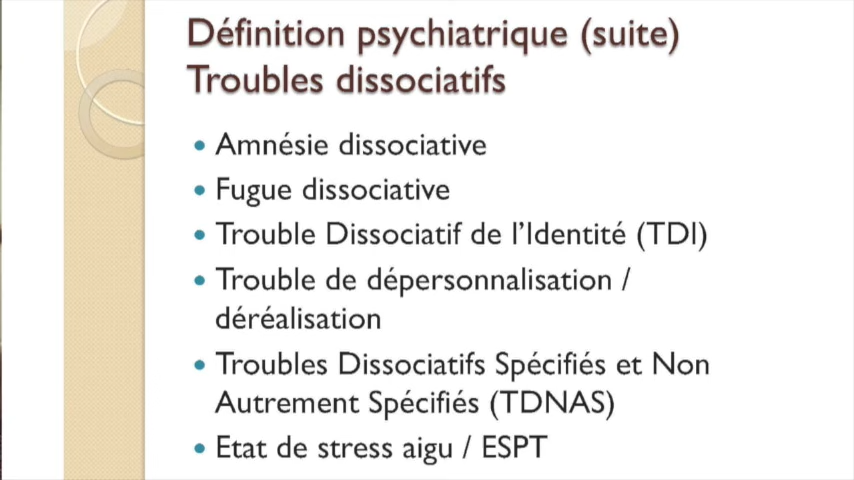 Définition psychiatrique (suite)
Troubles dissociatifs
• Amnésie dissociative
• Fugue dissociative
• Trouble Dissociatif de l'Identité (TDI)
• Trouble de dépersonnalisation /
déréalisation
• Troubles Dissociatifs Spécifiés et Non
Autrement Spécifiés (TDNAS)
• Etat de stress aigu / ESPT